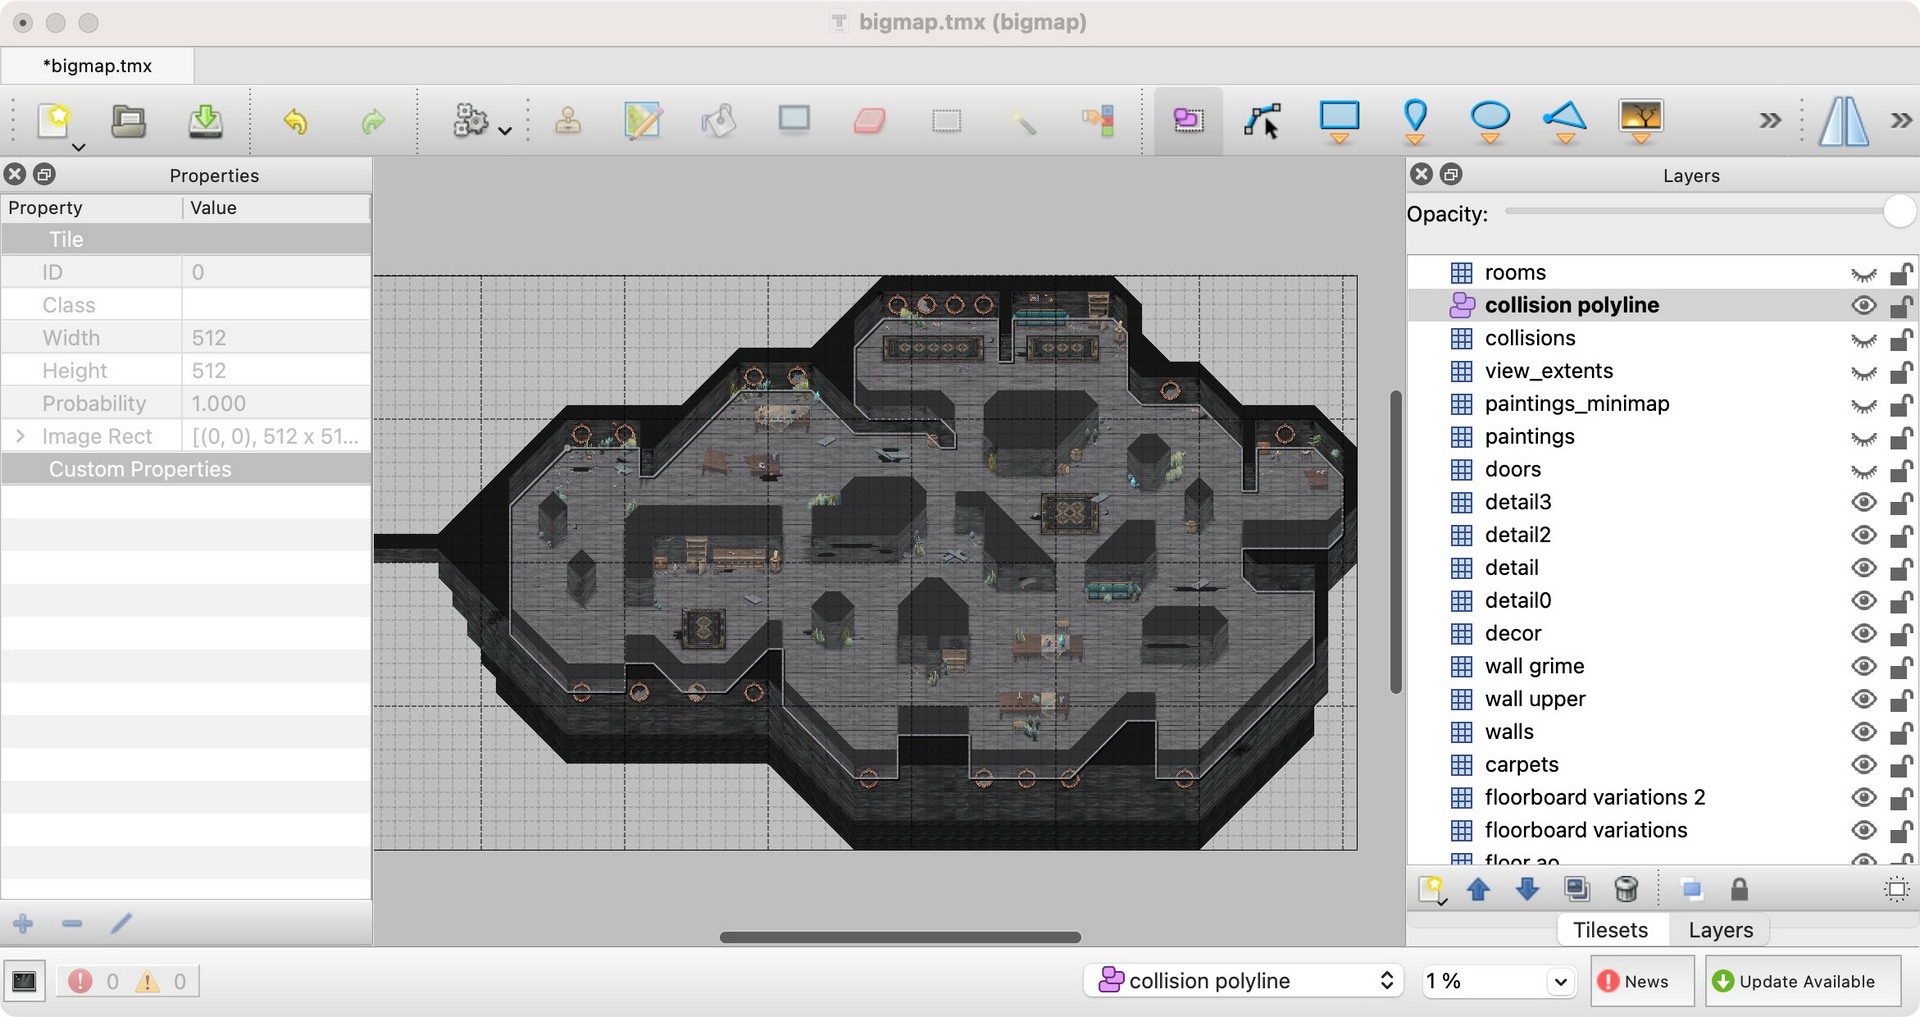 bigmap.tmx (bigmap)
*bigmap.tmx
Properties
Property Value
Tile
ID 0
Class
Width 512
Height 512
Probability 1.000
Image Rect [(0, 0), 512 x 51...
Custom Properties
Layers
Opacity:
rooms
collision polyline
collisions
view_extents
paintings_minimap
paintings
doors
detail3
detail2
detail
detail0
decor
wall grime
wall upper
walls
carpets
floorboard variations 2
floorboard variations
floor ao
Tilesets Layers
0 0
collision polyline
1 %
News
Update Available